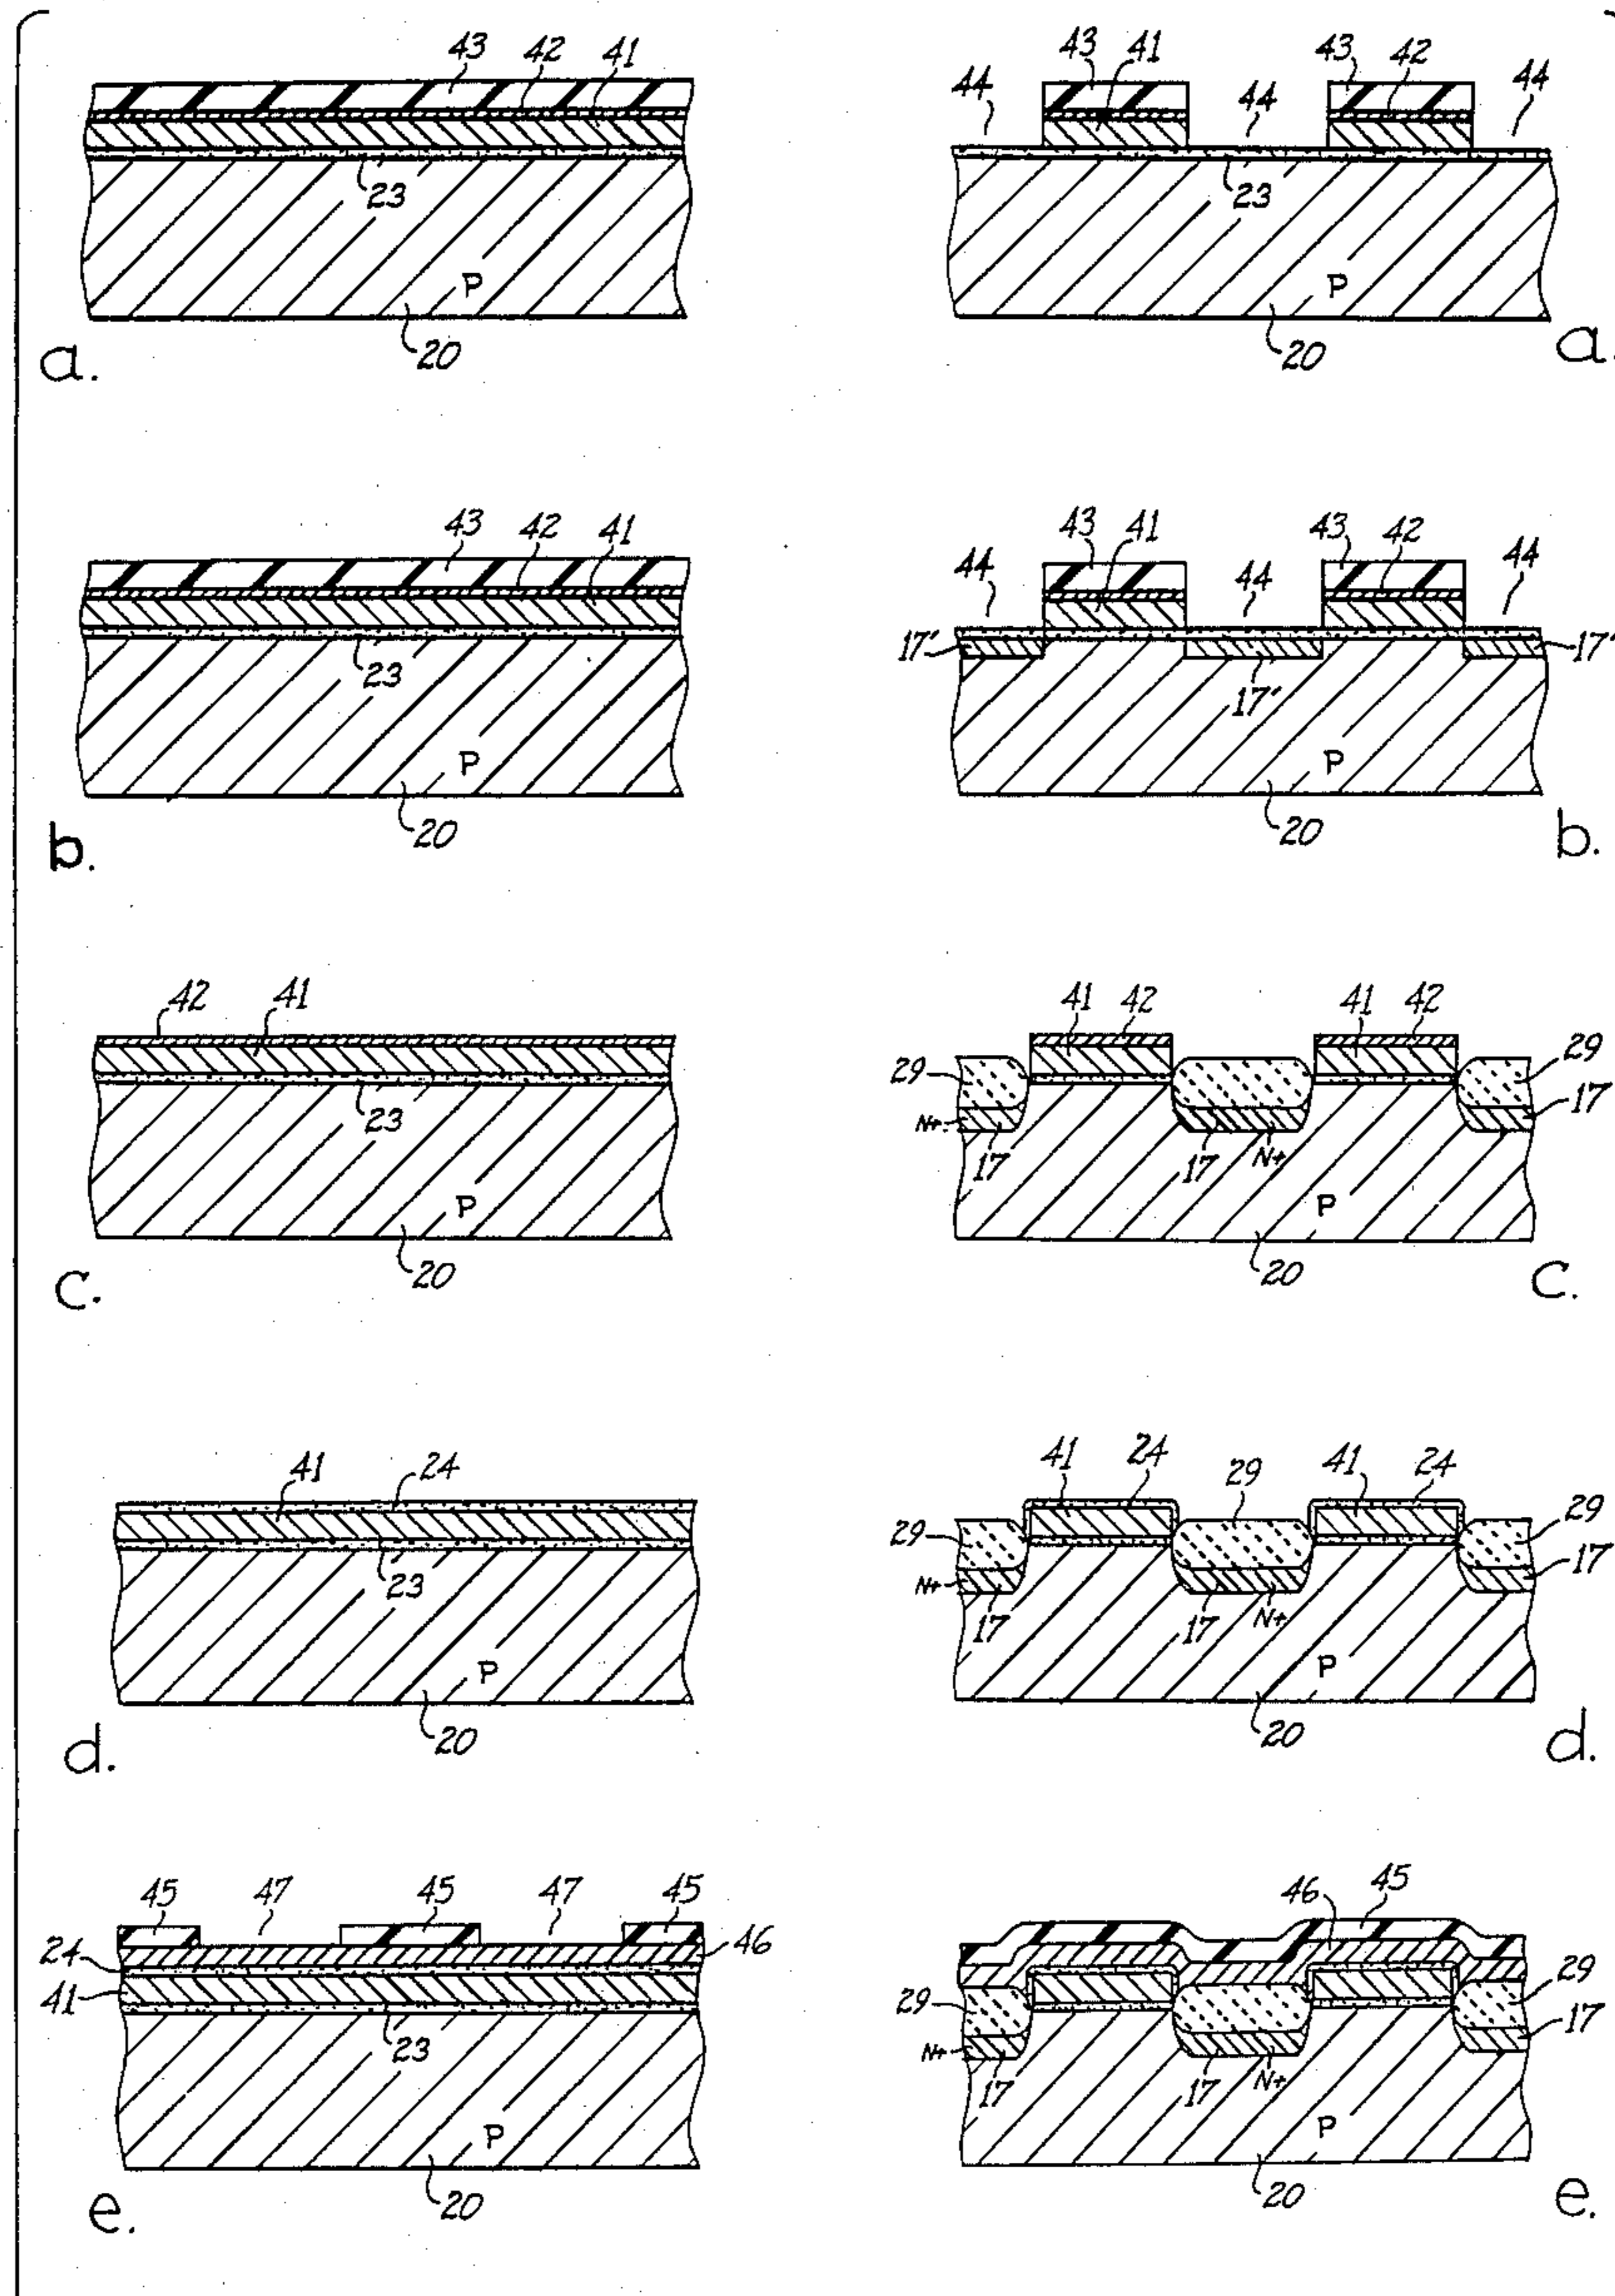 43 42 41
23
P
20
a.
44 43 41 44 43 42 44
23
P
20
a.
43 42 41
23
P
20
b.
44 43 41 44 43 42 44
17' 17' 17'
P
20
b.
42 41
23
P
20
c.
41 42 41 42
29 29
N+ 17 17 N+ 17
P
20
c.
41 24
23
P
20
d.
41 24 29 41 24
29 29
N+ 17 17 N+ 17
P
20
d.
45 47 45 47 45
24 46
41
23
P
20
e.
46 45
29 29
N+ 17 17 N+ 17
P
20
e.